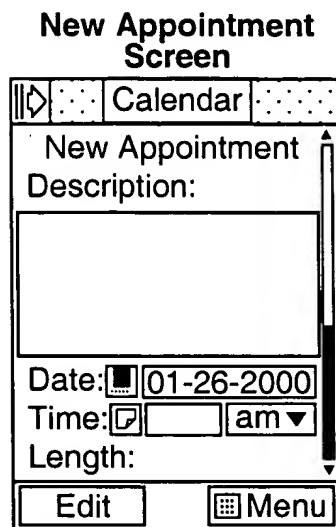 New Appointment
Screen
Calendar
New Appointment
Description:
Date: 01-26-2000
Time: am
Length:
Edit Menu